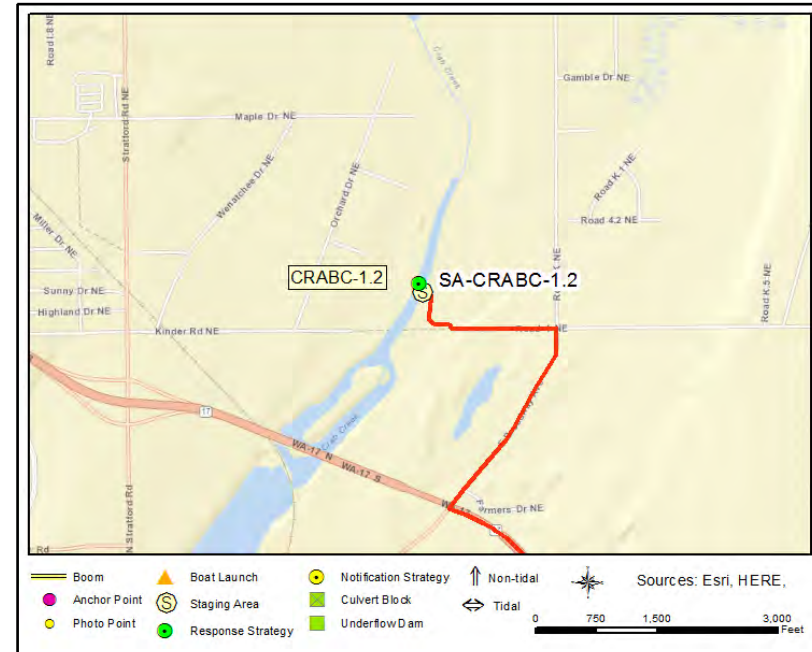 Road I.8 NE
Stratford Rd NE
Crab Creek
Gamble Dr NE
Maple Dr NE
Wenatchee Dr NE
Orchard Dr NE
Road K.1 NE
Road 4.2 NE
Miller Dr NE
CRABC-1.2
SA-CRABC-1.2
S
Road K.5 NE
Sunny Dr NE
Highland Dr NE
Kinder Rd NE
17
Crab Creek
WA-17 N
WA-17 S
N Stratford Rd
Rd
Boom
Boat Launch
Notification Strategy
Non-tidal
Sources: Esri, HERE,
Anchor Point
S
Staging Area
Culvert Block
Tidal
Photo Point
Response Strategy
Underflow Dam
0 750 1,500 3,000
Feet